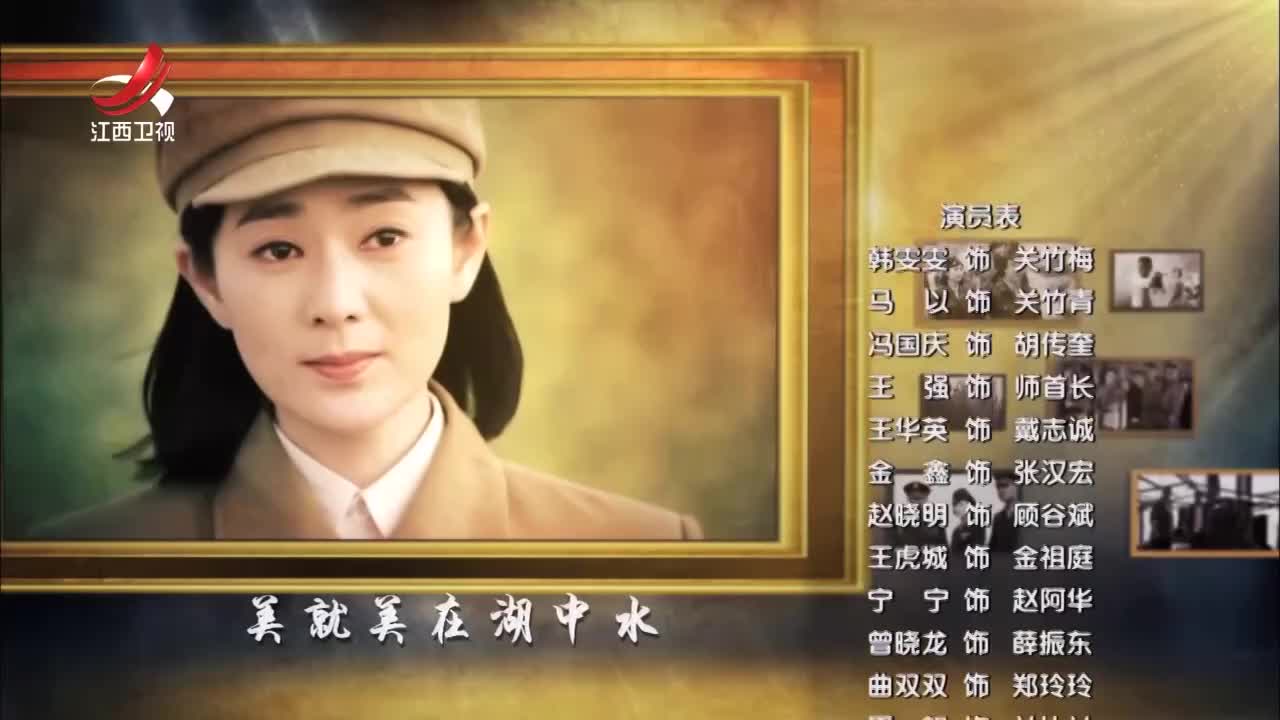 江西卫视
演员表
韩雯雯 饰 关竹梅
马 以 饰 关竹青
冯国庆 饰 胡传奎
王 强 饰 师首长
王华英 饰 戴志诚
金 鑫 饰 张汉宏
赵晓明 饰 顾谷斌
王虎城 饰 金祖庭
宁 宁 饰 赵阿华
曾晓龙 饰 薛振东
曲双双 饰 郑玲玲
美就美在湖中水